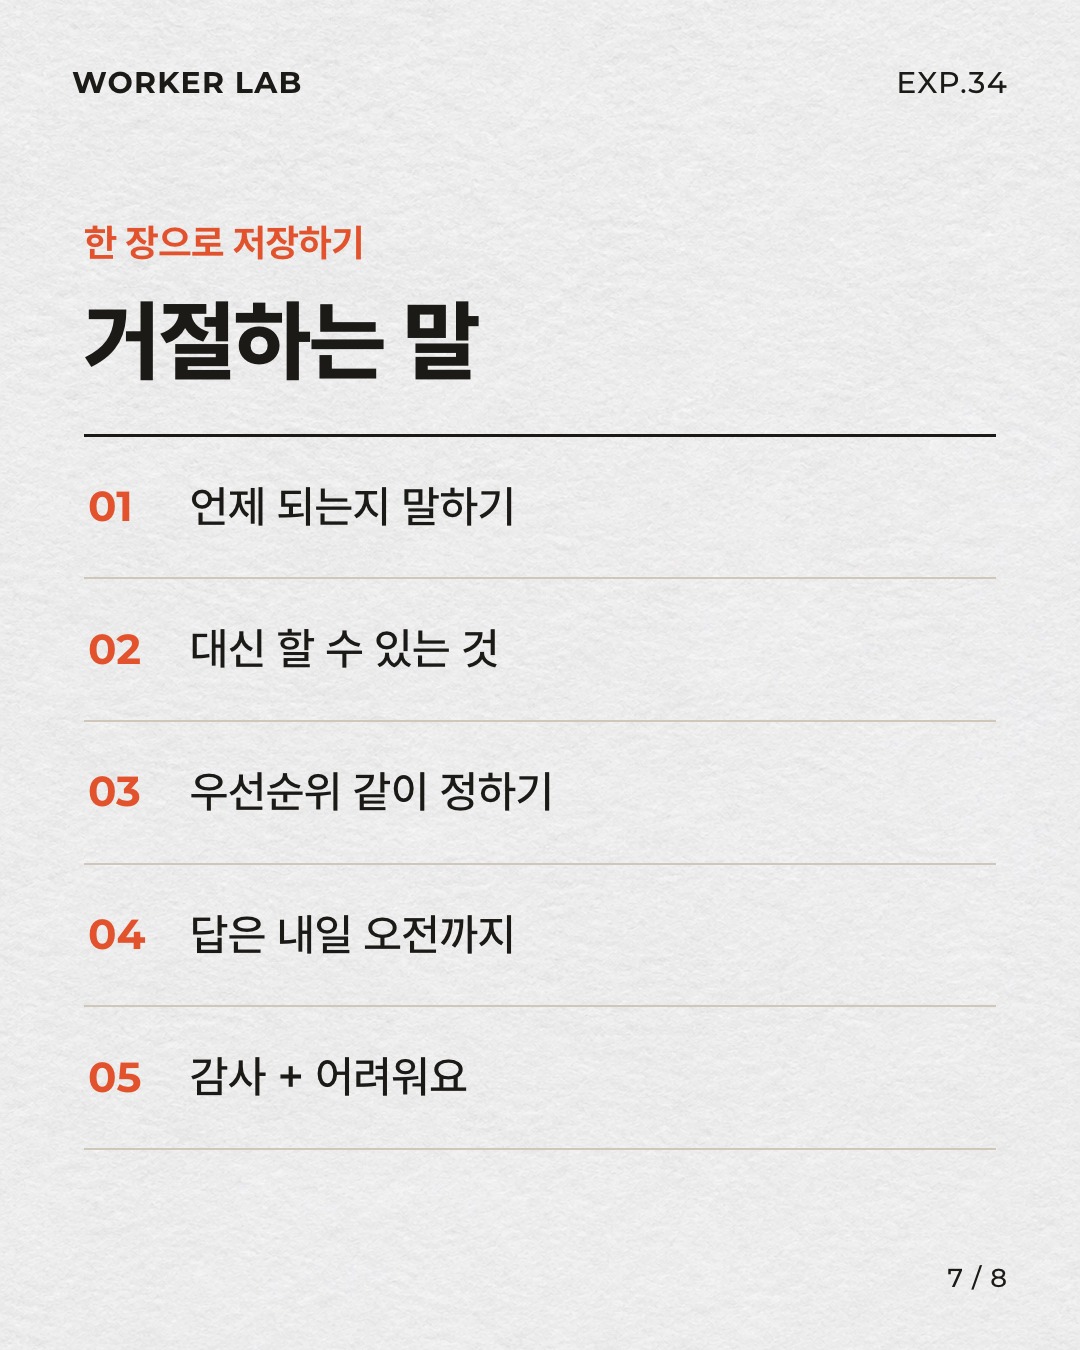 WORKER LAB
EXP.34
한 장으로 저장하기
거절하는 말
01 언제 되는지 말하기
02 대신 할 수 있는 것
03 우선순위 같이 정하기
04 답은 내일 오전까지
05 감사 + 어려워요
7 / 8